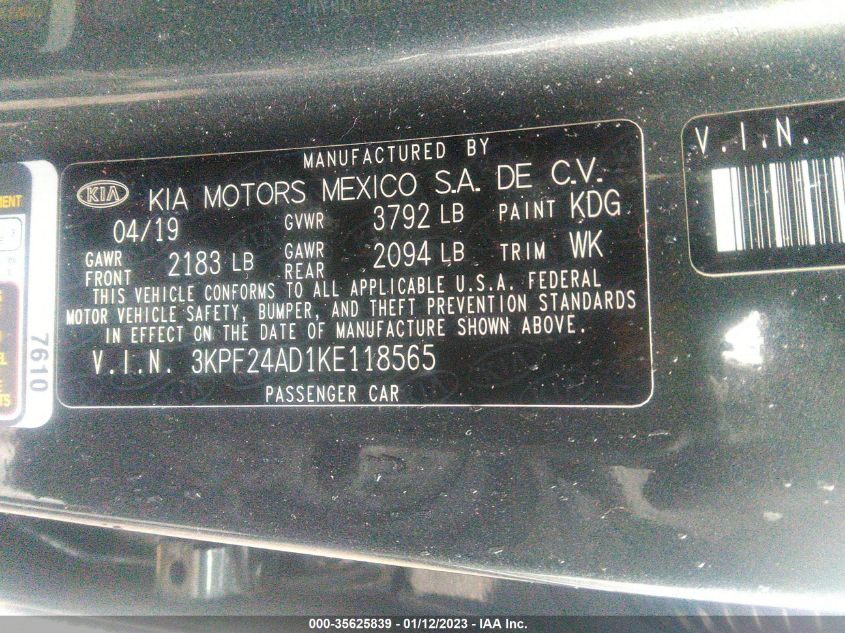 MANUFACTURED BY
KIA KIA MOTORS MEXICO S.A. DE C.V.
04/19 GVWR 3792 LB PAINT KDG
GAWR FRONT 2183 LB GAWR REAR 2094 LB TRIM WK
THIS VEHICLE CONFORMS TO ALL APPLICABLE U.S.A. FEDERAL
MOTOR VEHICLE SAFETY, BUMPER, AND THEFT PREVENTION STANDARDS
IN EFFECT ON THE DATE OF MANUFACTURE SHOWN ABOVE.
V.I.N. 3KPF24AD1KE118565
PASSENGER CAR
V.I.N.
7610
000-35625839 - 01/12/2023 - IAA Inc.